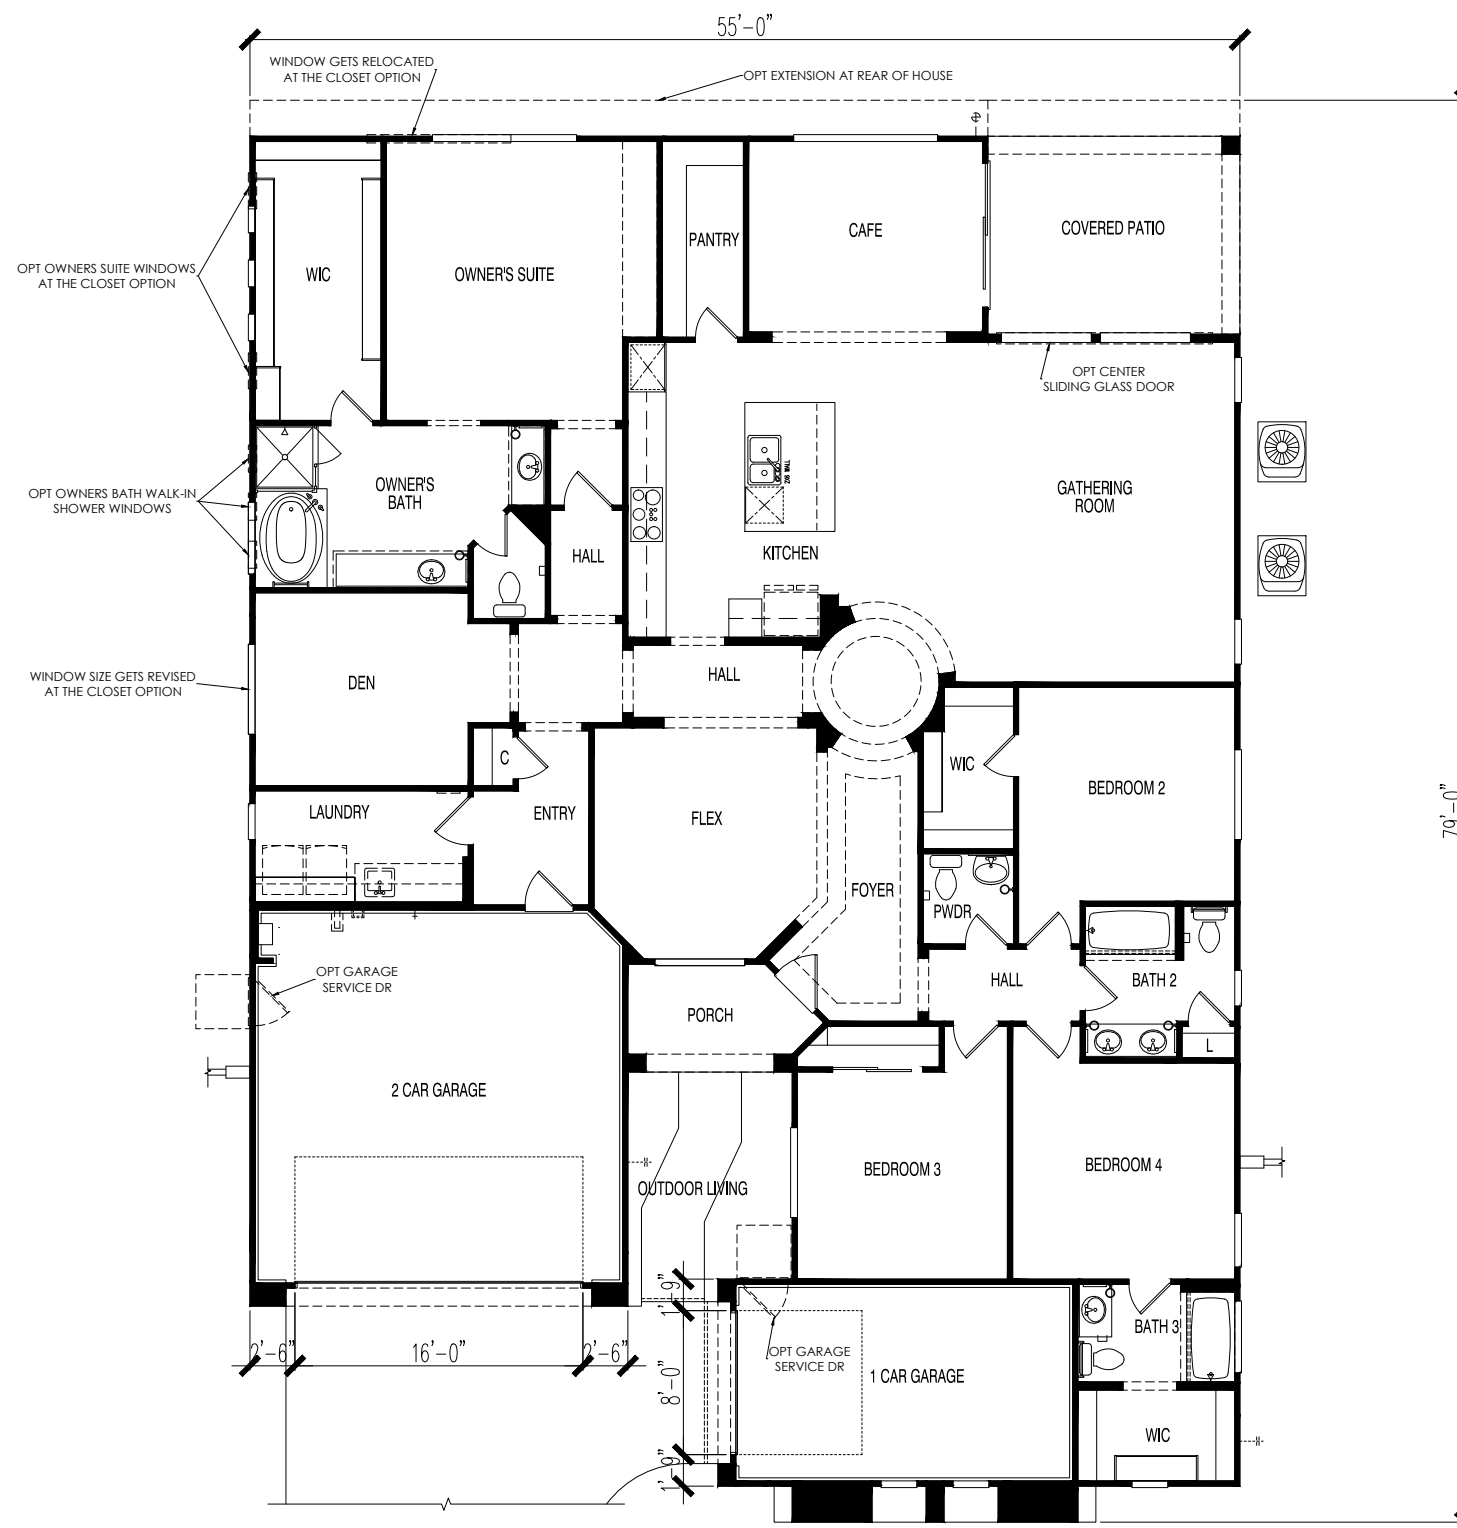 55'-0"
WINDOW GETS RELOCATED
AT THE CLOSET OPTION
OPT EXTENSION AT REAR OF HOUSE
PANTRY
CAFE
COVERED PATIO
OPT OWNERS SUITE WINDOWS
AT THE CLOSET OPTION
WIC
OWNER'S SUITE
OPT CENTER
SLIDING GLASS DOOR
OPT OWNERS BATH WALK-IN
SHOWER WINDOWS
OWNER'S
BATH
HALL
KITCHEN
GATHERING
ROOM
WINDOW SIZE GETS REVISED
AT THE CLOSET OPTION
DEN
HALL
C
WIC
BEDROOM 2
79'-0"
LAUNDRY
ENTRY
FLEX
FOYER
PWDR
OPT GARAGE
SERVICE DR
PORCH
HALL
BATH 2
L
2 CAR GARAGE
OUTDOOR LIVING
BEDROOM 3
BEDROOM 4
1'-9"
2'-6"
16'-0"
2'-6"
8'-0"
OPT GARAGE
SERVICE DR
1 CAR GARAGE
BATH 3
WIC
1'-9"